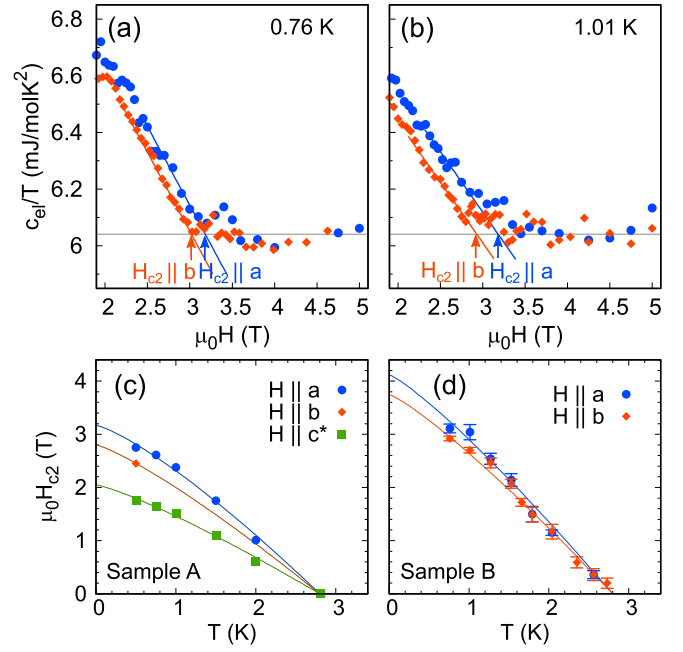 (a) 0.76 K
(b) 1.01 K
c_el/T (mJ/molK²)
6.8
6.6
6.4
6.2
6
H_c2 || b H_c2 || a
H_c2 || b H_c2 || a
2 2.5 3 3.5 4 4.5 5
2 2.5 3 3.5 4 4.5 5
μ₀H (T)
μ₀H (T)
(c)
H || a
H || b
H || c*
(d)
H || a
H || b
μ₀H_c2 (T)
4
3
2
1
0
Sample A
Sample B
0 1 2 3
0 1 2 3
T (K)
T (K)